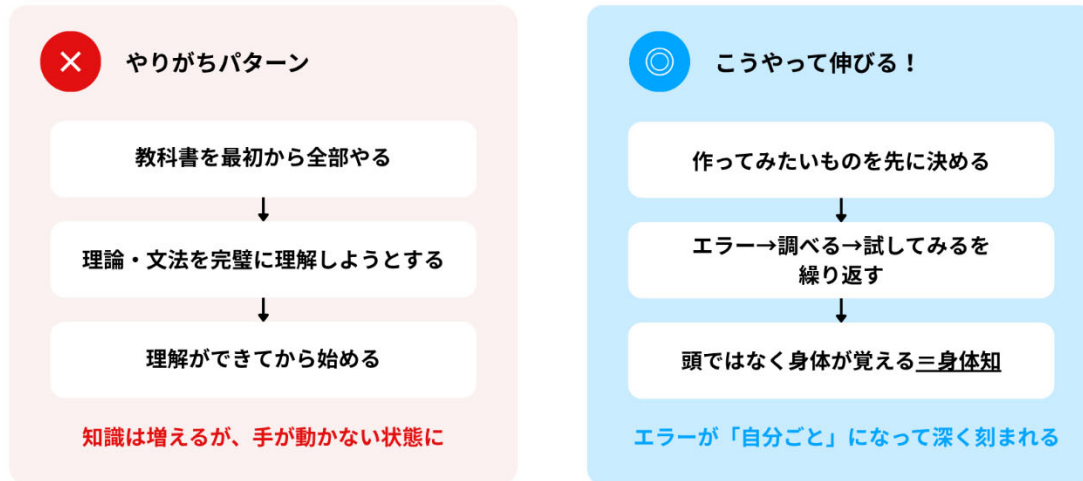 × やりがちパターン
教科書を最初から全部やる
↓
理論・文法を完璧に理解しようとする
↓
理解ができてから始める
知識は増えるが、手が動かない状態に
◎ こうやって伸びる！
作ってみたいものを先に決める
↓
エラー→調べる→試してみるを
繰り返す
↓
頭ではなく身体が覚える＝身体知
エラーが「自分ごと」になって深く刻まれる